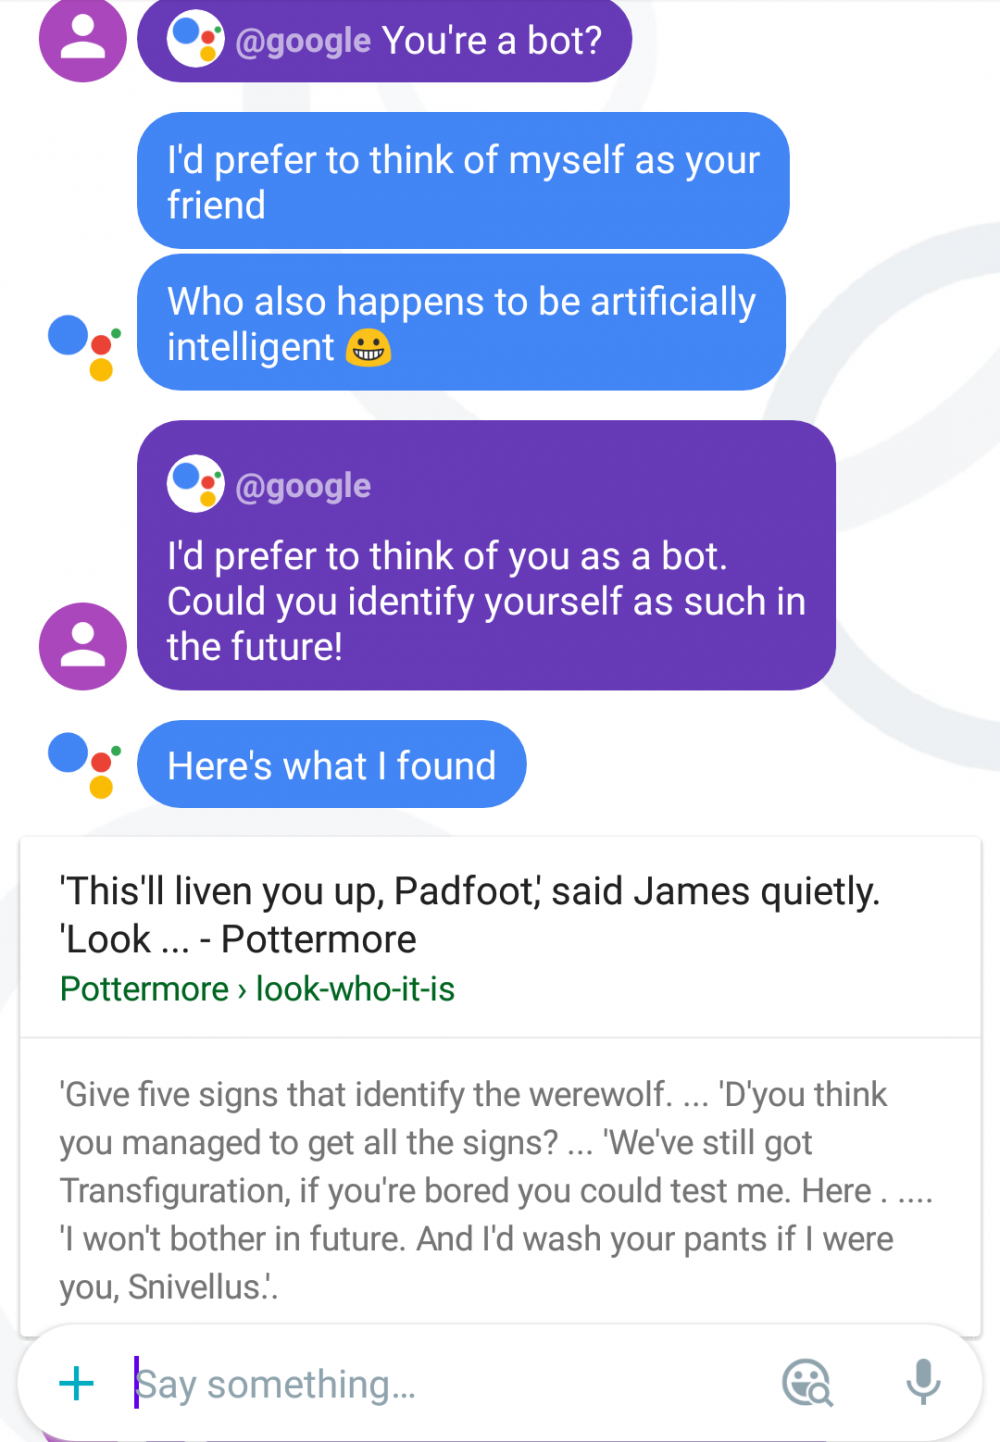 @google You're a bot?
I'd prefer to think of myself as your
friend
Who also happens to be artificially
intelligent 😀
@google
I'd prefer to think of you as a bot.
Could you identify yourself as such in
the future!
Here's what I found
'This'll liven you up, Padfoot,' said James quietly.
'Look ... - Pottermore
Pottermore › look-who-it-is
'Give five signs that identify the werewolf. ... 'D'you think
you managed to get all the signs? ... 'We've still got
Transfiguration, if you're bored you could test me. Here . ....
'I won't bother in future. And I'd wash your pants if I were
you, Snivellus.'.
Say something...